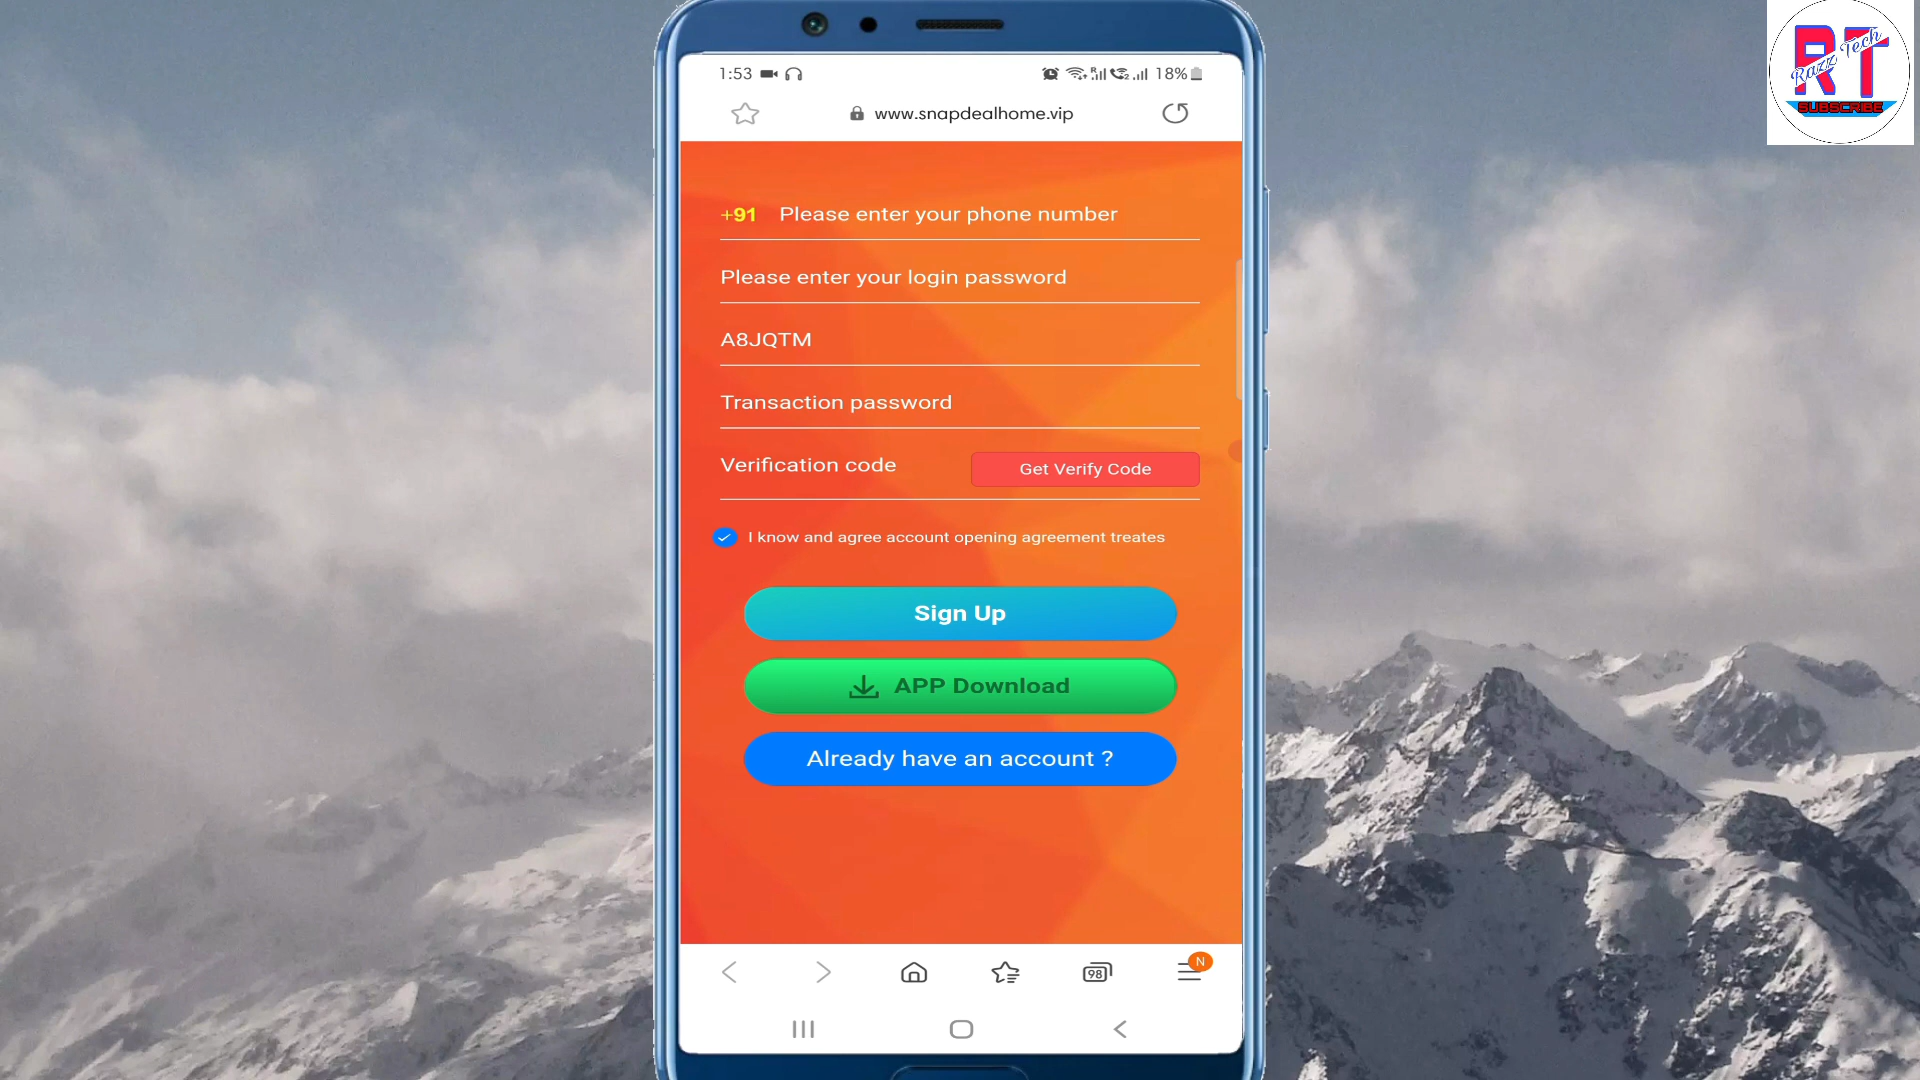 1:53
18%
RT
Razz Tech
SUBSCRIBE
www.snapdealhome.vip
+91 Please enter your phone number
Please enter your login password
A8JQTM
Transaction password
Verification code
Get Verify Code
I know and agree account opening agreement treates
Sign Up
APP Download
Already have an account ?
98
N